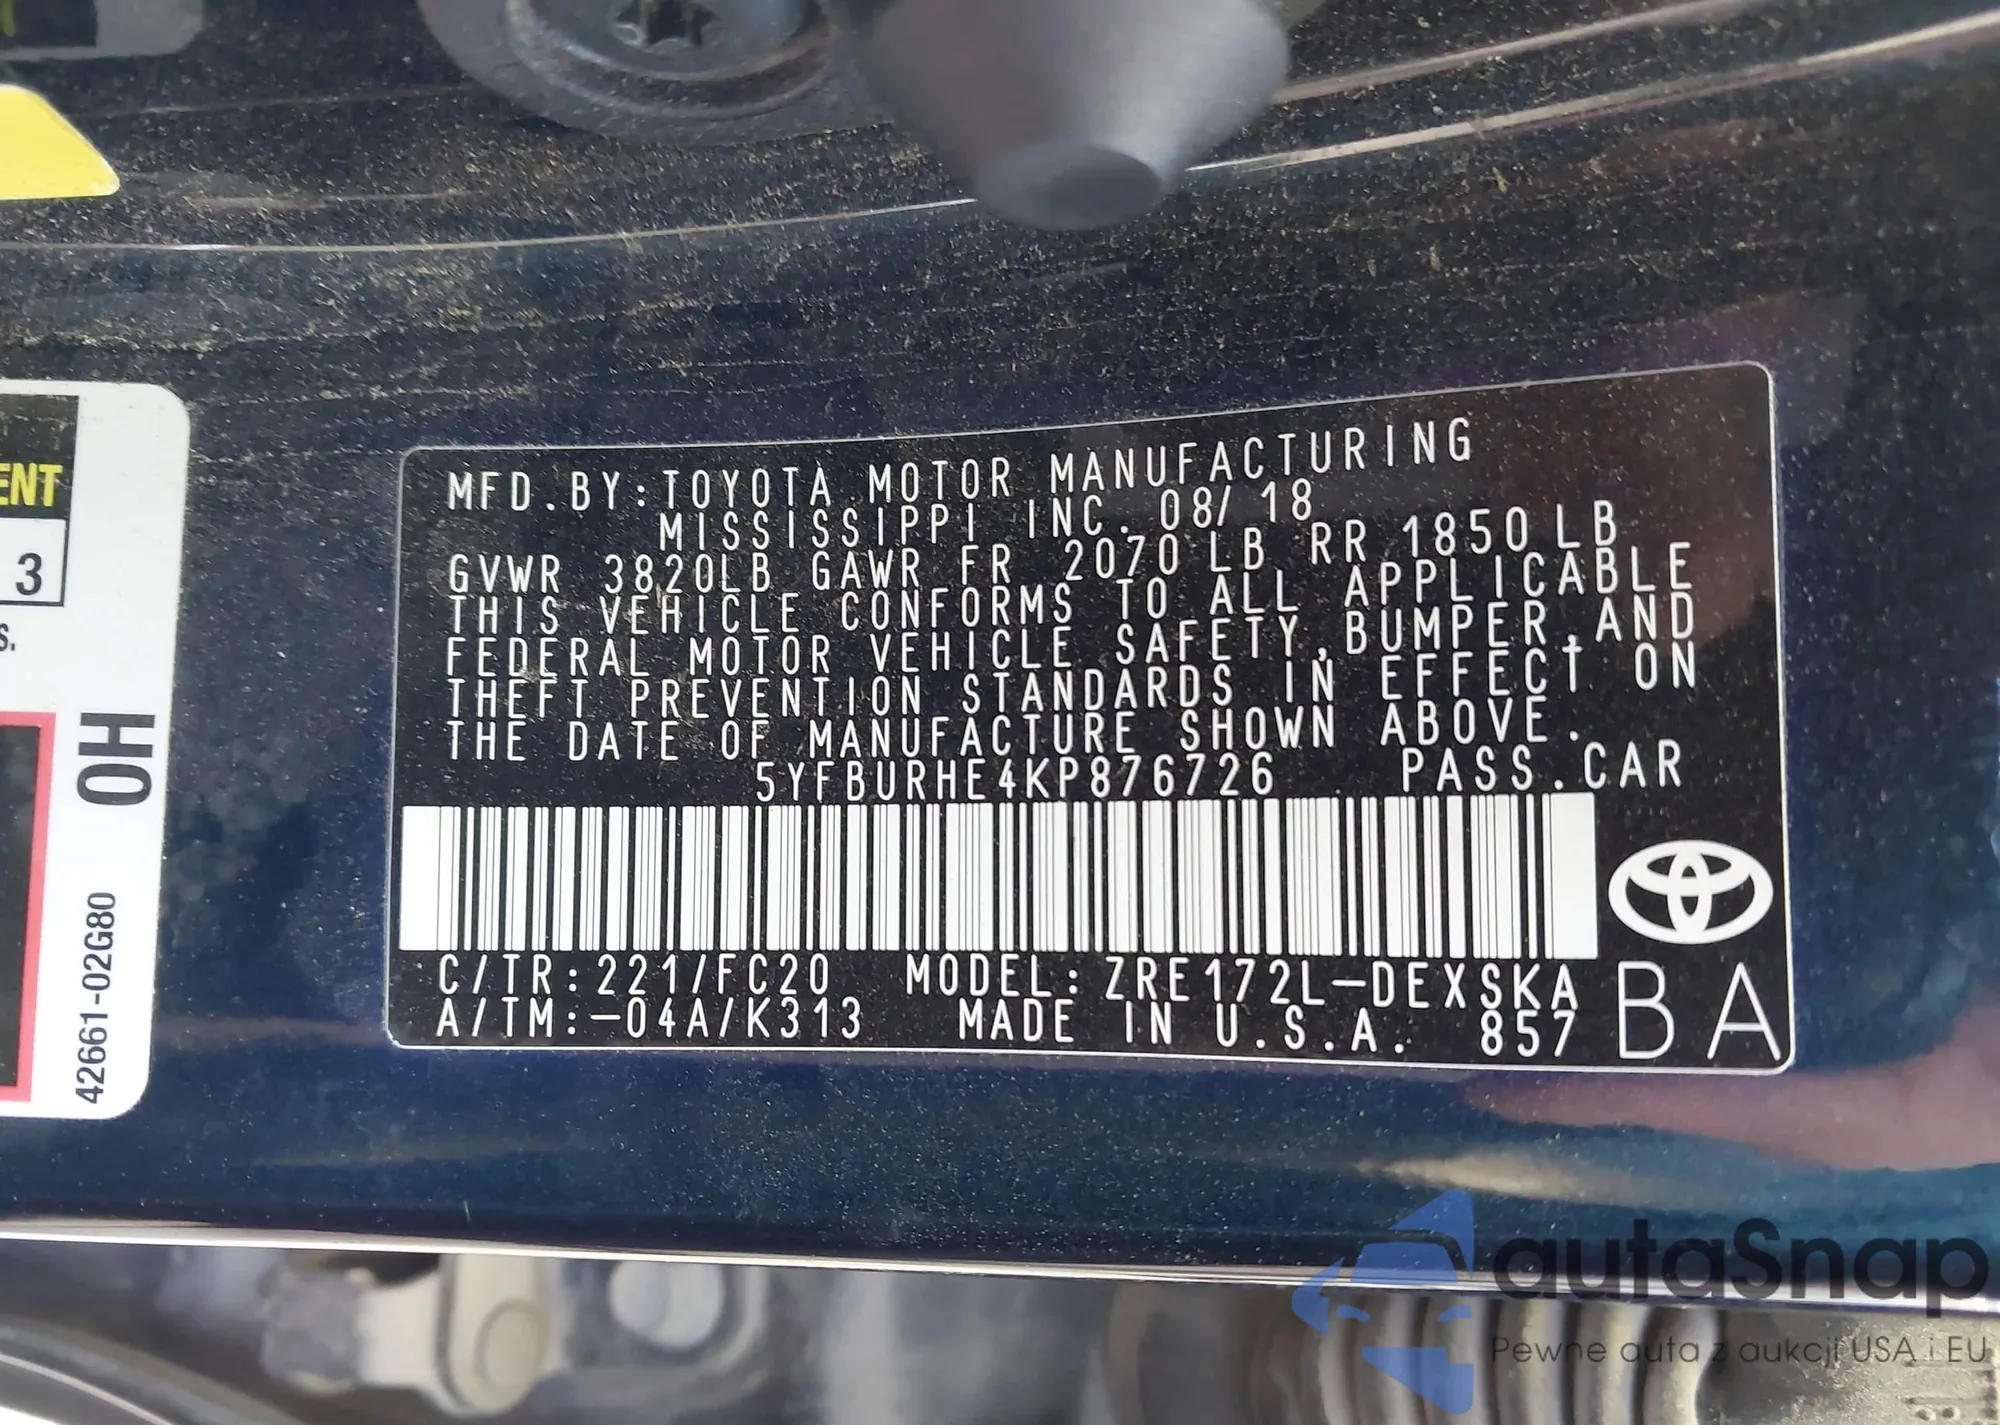 ENT
3
S.
OH
42661-02G80
MFD.BY:TOYOTA MOTOR MANUFACTURING
MISSISSIPPI INC. 08/ 18
GVWR 3820LB GAWR FR 2070 LB RR 1850 LB
THIS VEHICLE CONFORMS TO ALL APPLICABLE
FEDERAL MOTOR VEHICLE SAFETY,BUMPER,AND
THEFT PREVENTION STANDARDS IN EFFECT ON
THE DATE OF MANUFACTURE SHOWN ABOVE.
5YFBURHE4KP876726 PASS.CAR
C/TR:221/FC20 MODEL:ZRE172L-DEXSKA
A/TM:-04A/K313 MADE IN U.S.A. 857
BA
autaSnap
Pewne auta z aukcji USA i EU